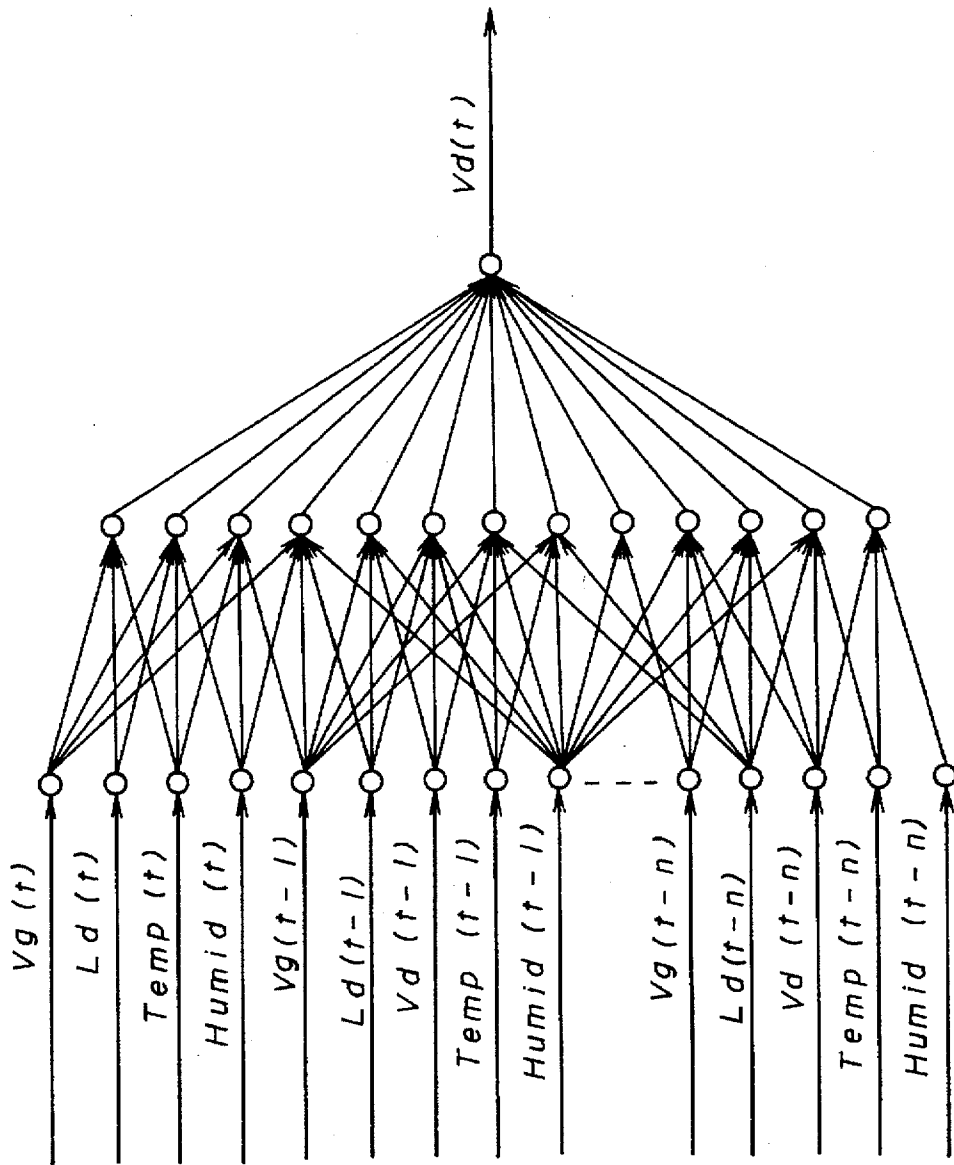 Vd(t)
Vg(t)
Ld(t)
Temp(t)
Humid(t)
Vg(t-1)
Ld(t-1)
Vd(t-1)
Temp(t-1)
Humid(t-1)
Vg(t-n)
Ld(t-n)
Vd(t-n)
Temp(t-n)
Humid(t-n)